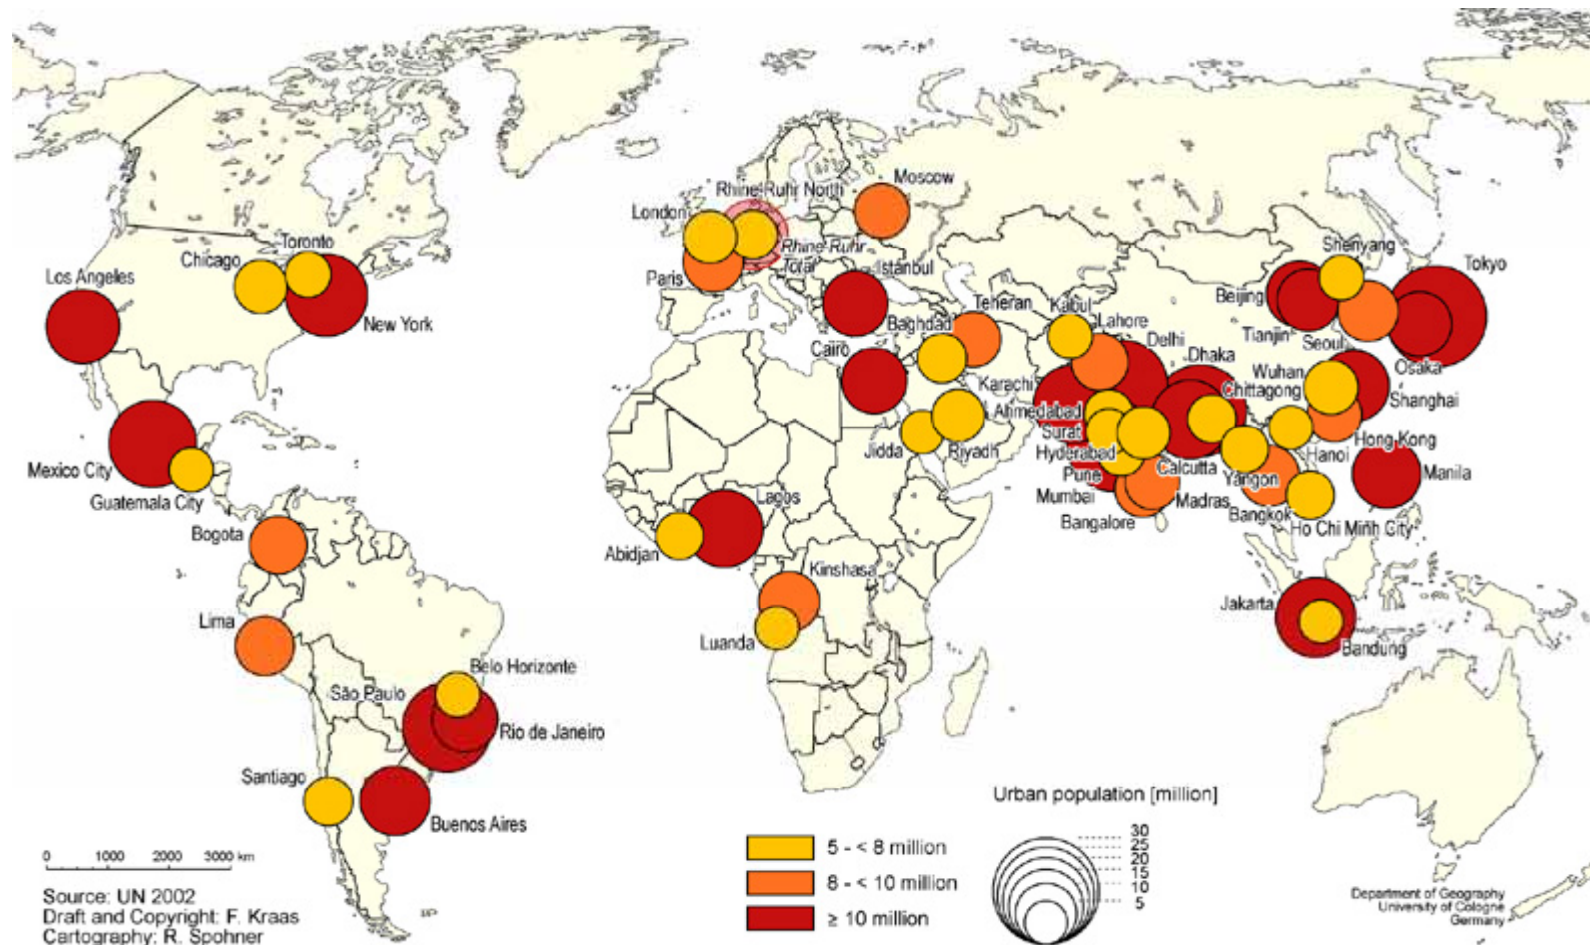 Moscow
Rhine-Ruhr North
London
Rhine-Ruhr
Total
Paris
Istanbul
Toronto
Chicago
Los Angeles
New York
Shenyang
Tokyo
Beijing
Tianjin
Seoul
Osaka
Teheran
Kabul
Baghdad
Lahore
Cairo
Delhi
Dhaka
Wuhan
Karachi
Chittagong
Shanghai
Ahmedabad
Surat
Jidda
Riyadh
Hyderabad
Hong Kong
Hanoi
Calcutta
Pune
Yangon
Manila
Mumbai
Madras
Bangalore
Bangkok
Ho Chi Minh City
Mexico City
Guatemala City
Bogota
Lagos
Abidjan
Kinshasa
Lima
Luanda
Jakarta
Bandung
Belo Horizonte
São Paulo
Rio de Janeiro
Santiago
Buenos Aires
Urban population [million]
30
25
20
15
10
5
5 - < 8 million
8 - < 10 million
≥ 10 million
0 1000 2000 3000 km
Source: UN 2002
Draft and Copyright: F. Kraas
Cartography: R. Spohner
Department of Geography
University of Cologne
Germany